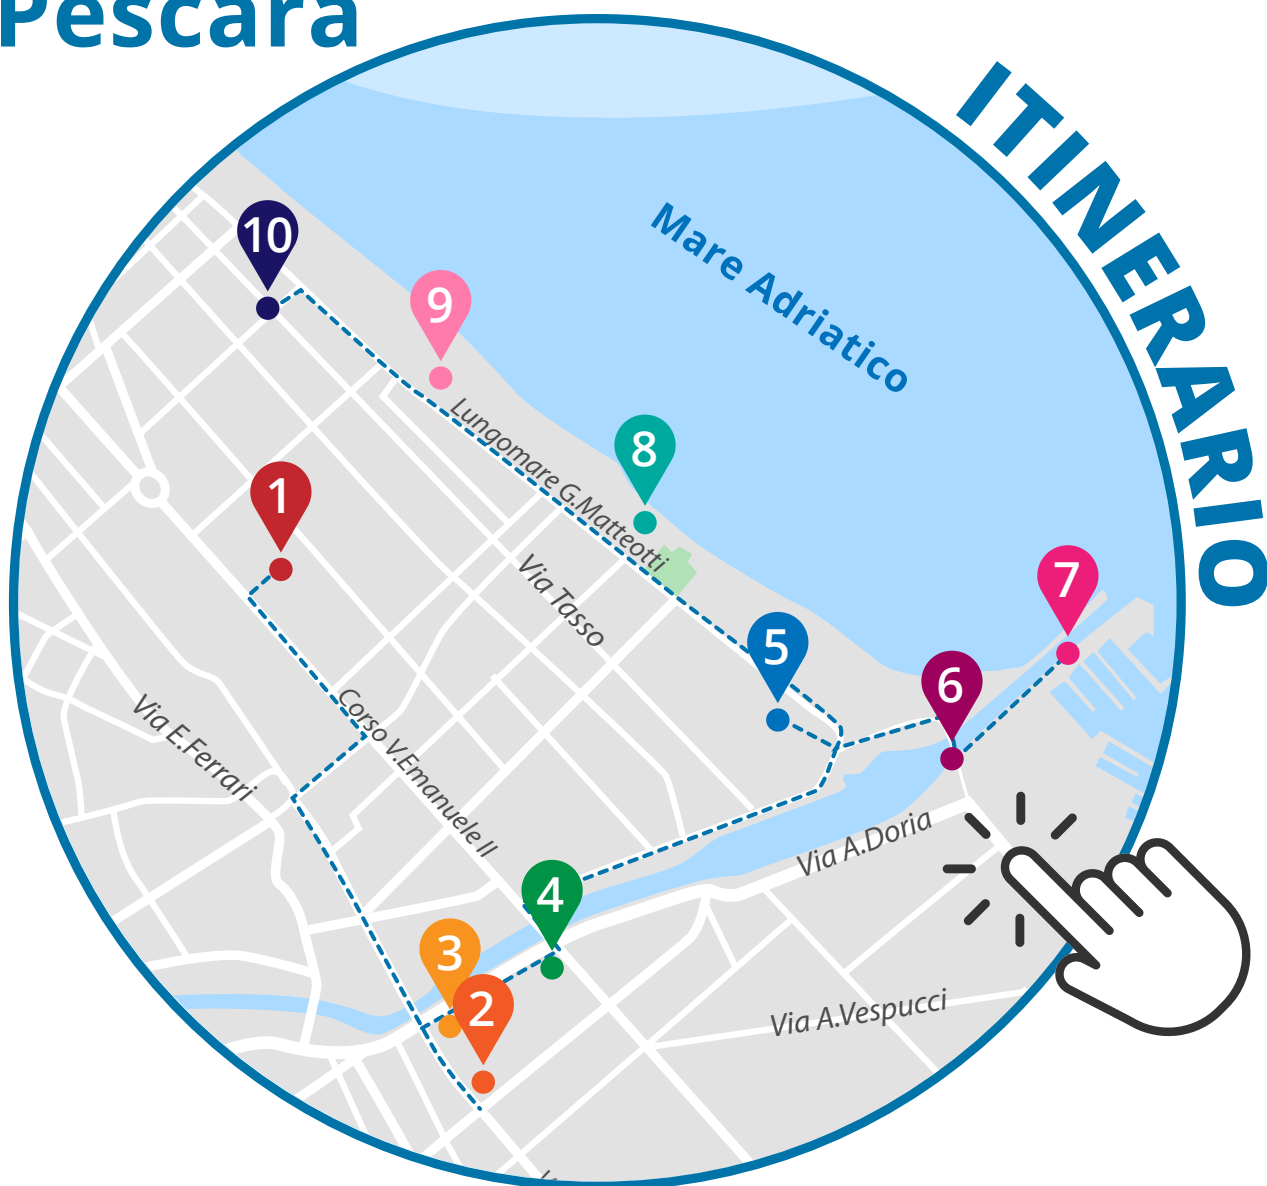 Pescara
ITINERARIO
Mare Adriatico
10
9
8
1
7
5
6
4
3
2
Lungomare G.Matteotti
Via Tasso
Corso V.Emanuele II
Via E.Ferrari
Via A.Doria
Via A.Vespucci